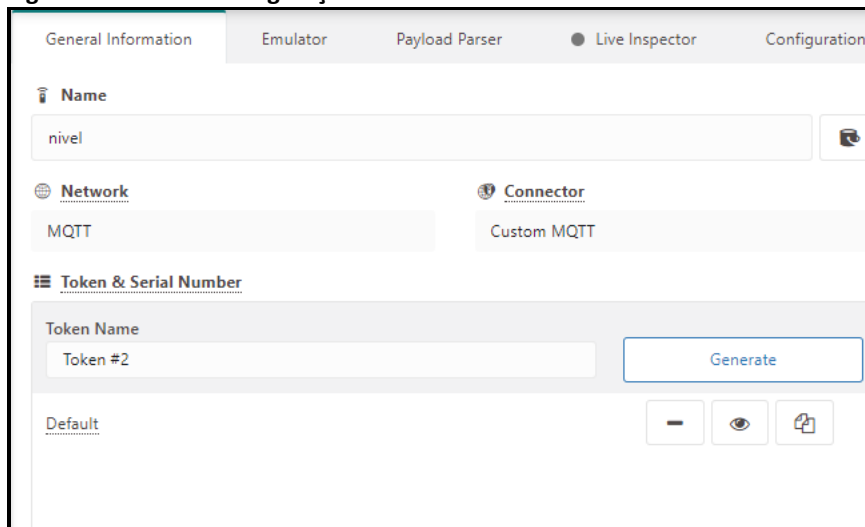 General Information Emulator Payload Parser Live Inspector Configuration
Name
nivel
Network Connector
MQTT Custom MQTT
Token & Serial Number
Token Name
Token #2 Generate
Default